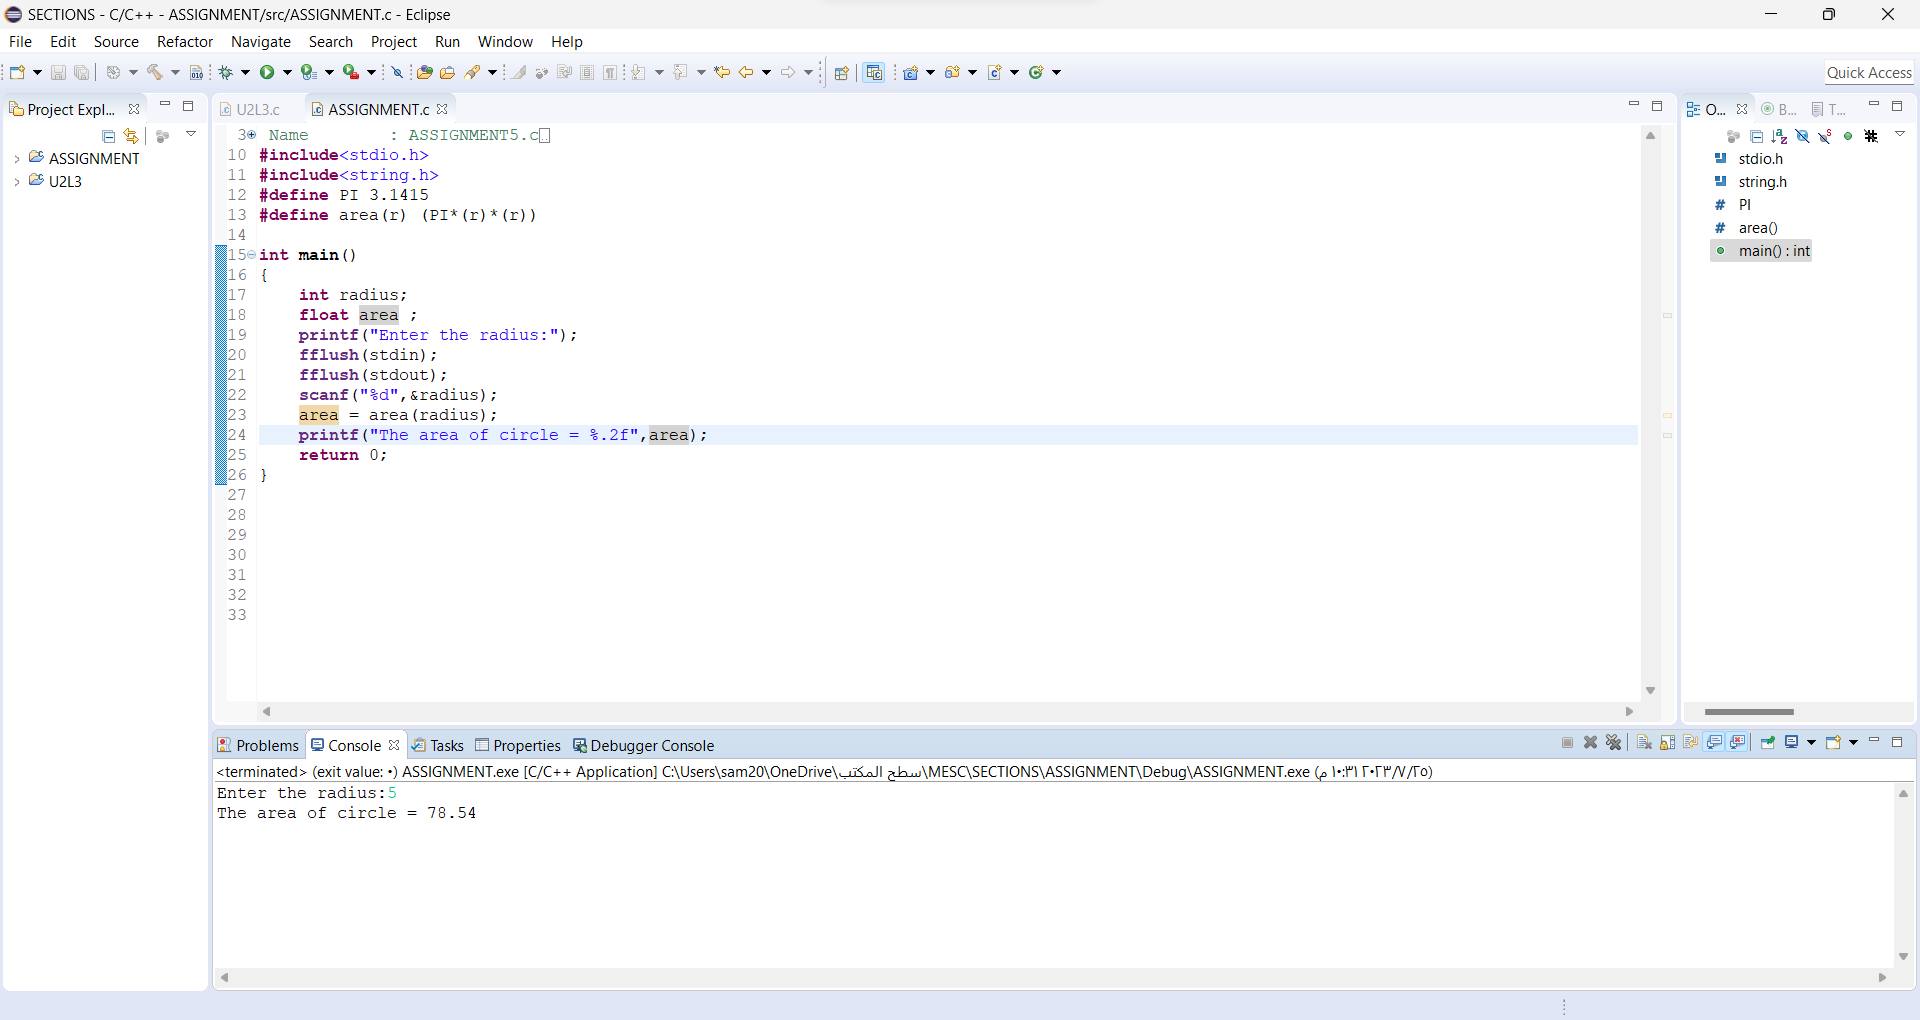 SECTIONS - C/C++ - ASSIGNMENT/src/ASSIGNMENT.c - Eclipse
File Edit Source Refactor Navigate Search Project Run Window Help
Quick Access
Project Expl...
ASSIGNMENT
U2L3
U2L3.c ASSIGNMENT.c
3 Name : ASSIGNMENT5.c
10 #include<stdio.h>
11 #include<string.h>
12 #define PI 3.1415
13 #define area(r) (PI*(r)*(r))
14
15 int main()
16 {
17 int radius;
18 float area ;
19 printf("Enter the radius:");
20 fflush(stdin);
21 fflush(stdout);
22 scanf("%d",&radius);
23 area = area(radius);
24 printf("The area of circle = %.2f",area);
25 return 0;
26 }
27
28
29
30
31
32
33
O... B... T...
stdio.h
string.h
# PI
# area()
main() : int
Problems Console Tasks Properties Debugger Console
<terminated> (exit value: ٠) ASSIGNMENT.exe [C/C++ Application] C:\Users\sam20\OneDrive\سطح المكتب\MESC\SECTIONS\ASSIGNMENT\Debug\ASSIGNMENT.exe (٢٥/٧/٢٠٢٣ ١٠:٣١ م)
Enter the radius:5
The area of circle = 78.54